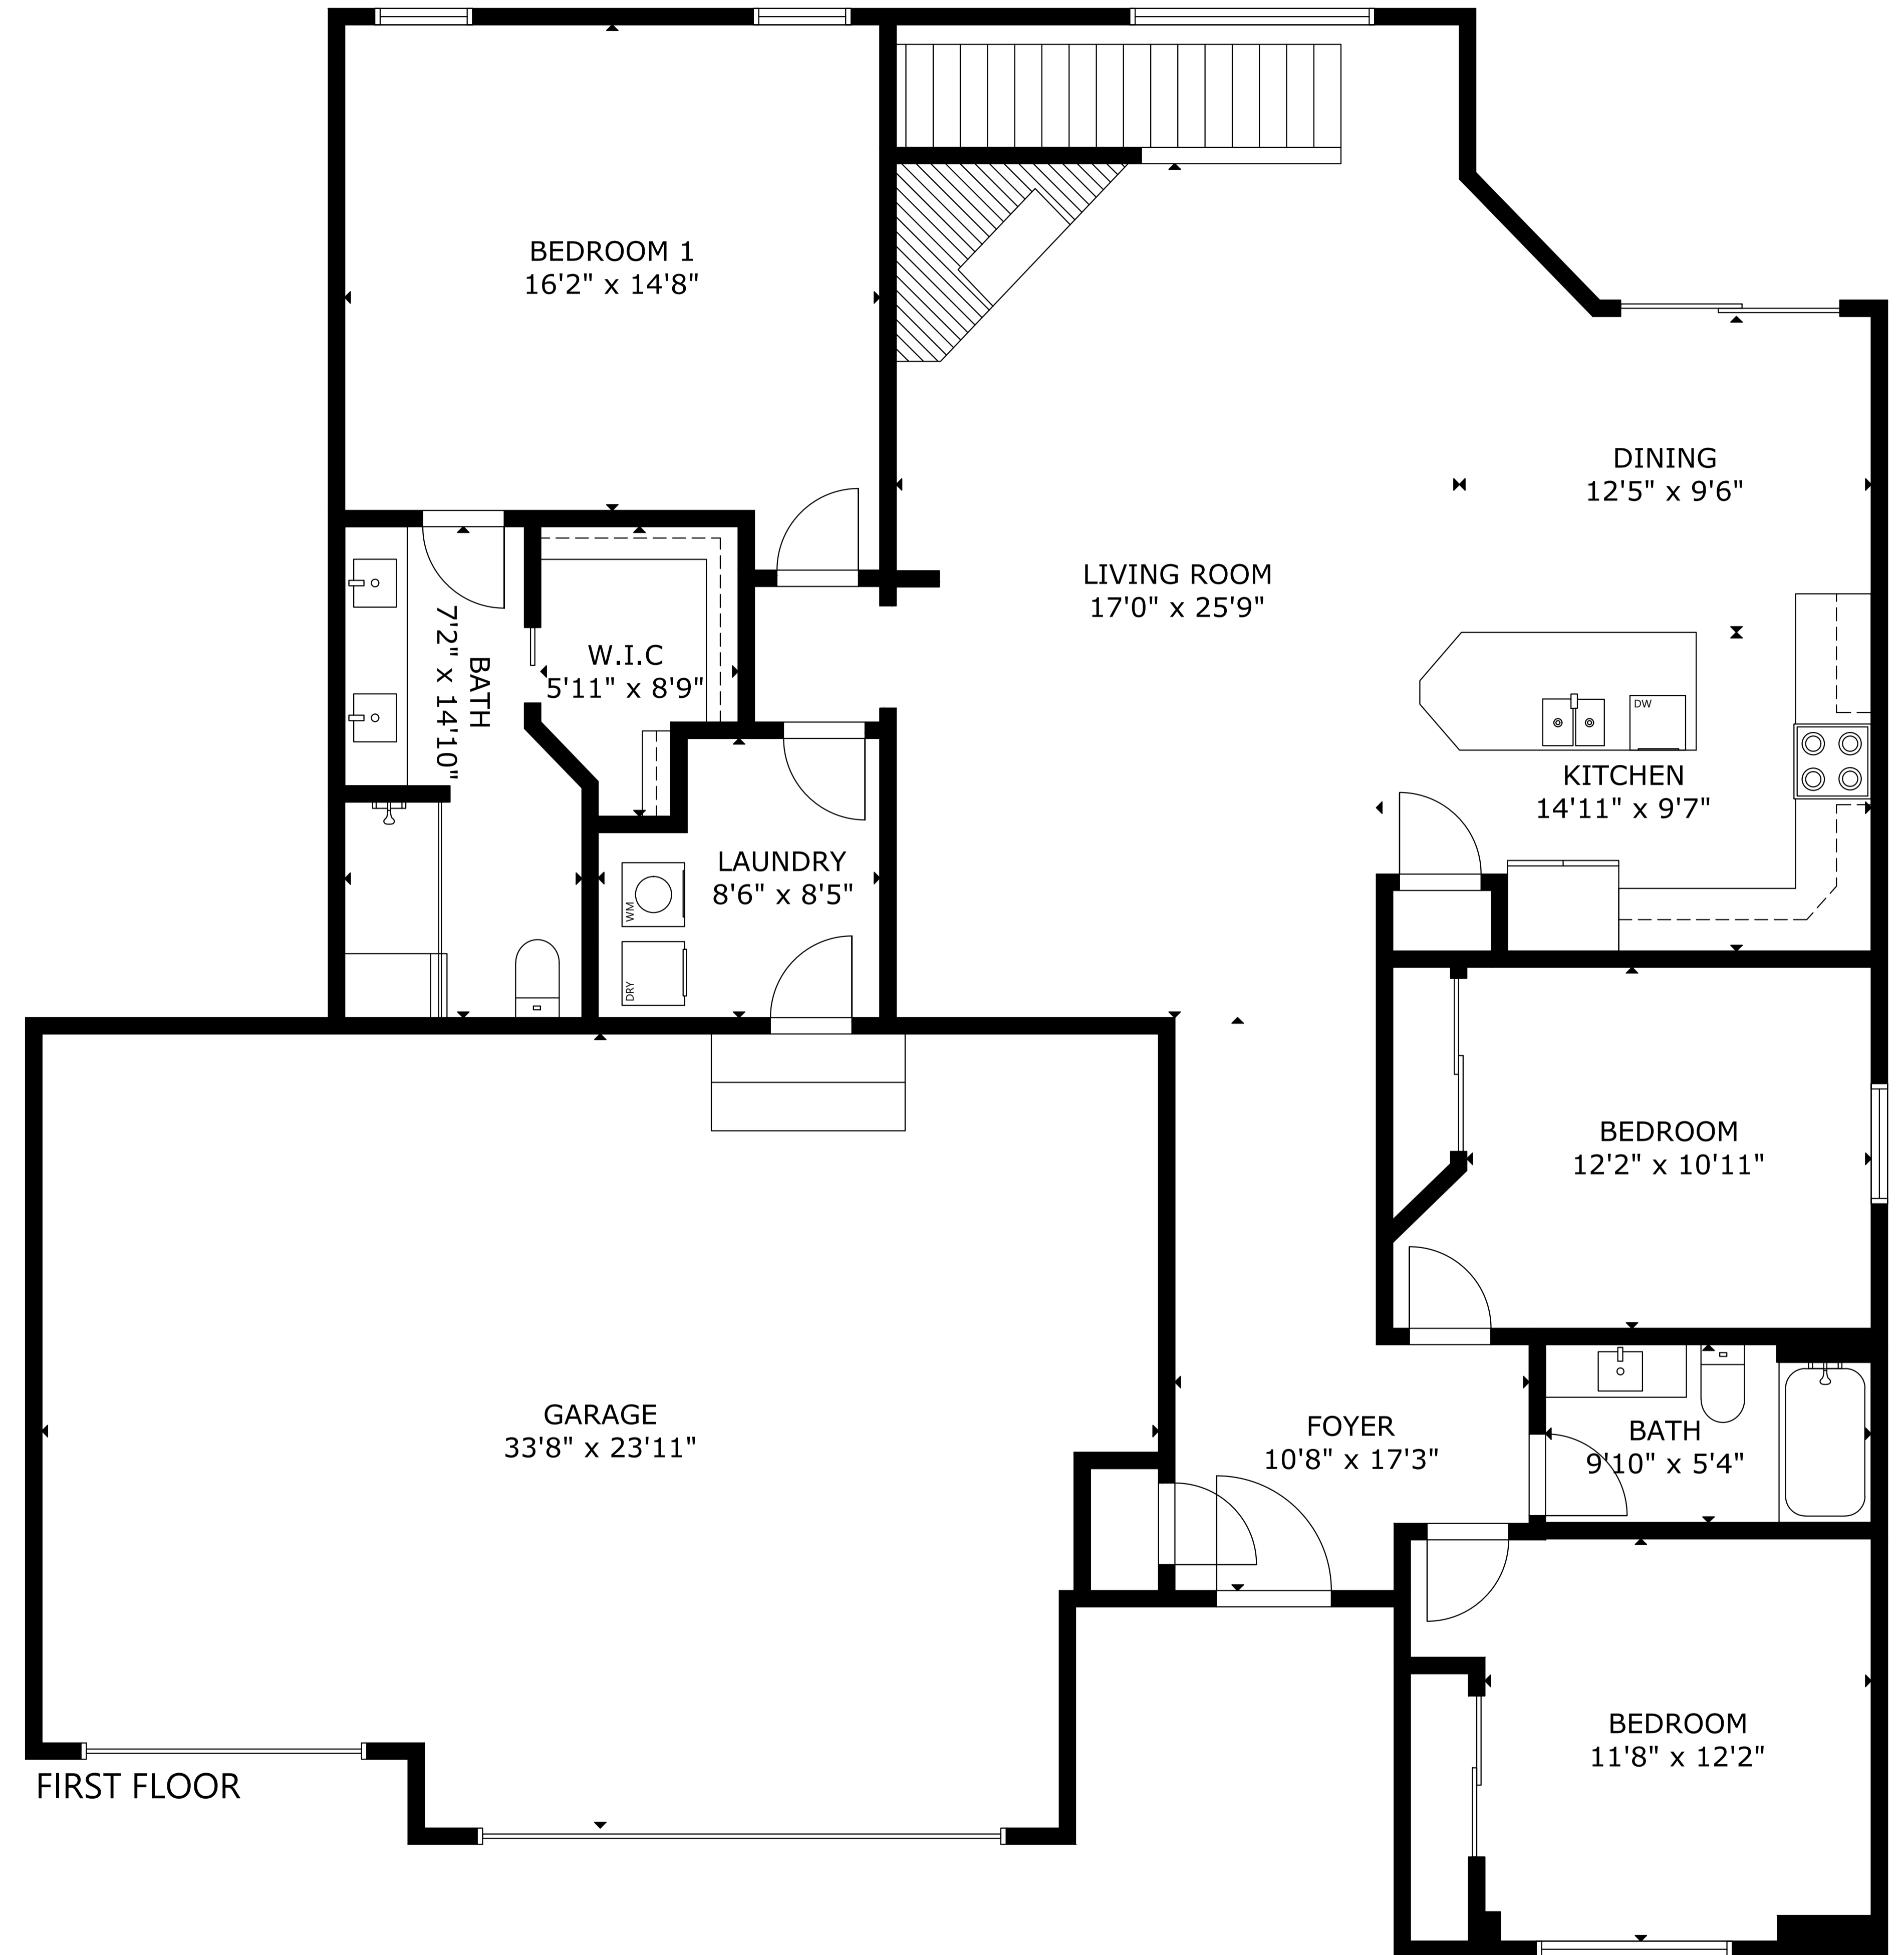 BEDROOM 1
16'2" x 14'8"
DINING
12'5" x 9'6"
LIVING ROOM
17'0" x 25'9"
BATH
7'2" x 14'10"
W.I.C
5'11" x 8'9"
DW
KITCHEN
14'11" x 9'7"
LAUNDRY
8'6" x 8'5"
WM
DRY
BEDROOM
12'2" x 10'11"
GARAGE
33'8" x 23'11"
FOYER
10'8" x 17'3"
BATH
9'10" x 5'4"
BEDROOM
11'8" x 12'2"
FIRST FLOOR